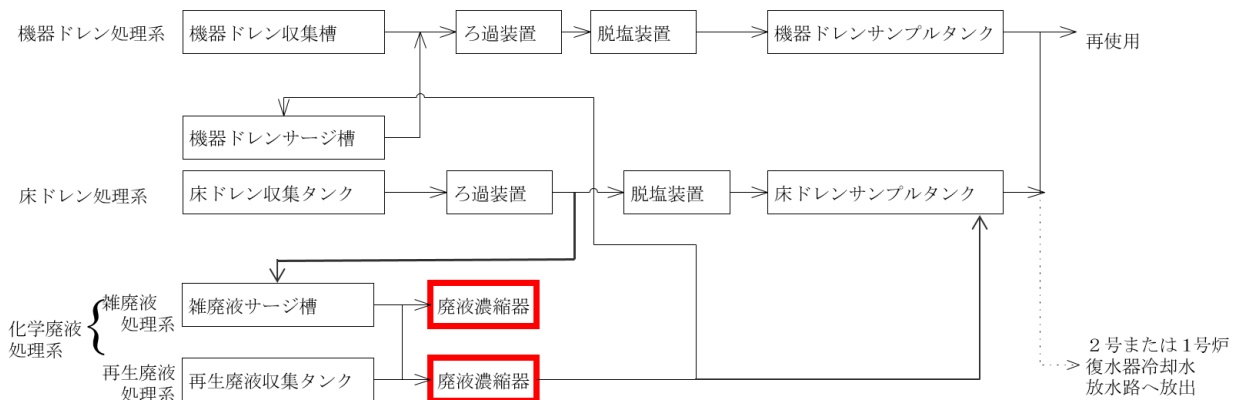 機器ドレン処理系
機器ドレン収集槽
ろ過装置
脱塩装置
機器ドレンサンプルタンク
再使用
機器ドレンサージ槽
床ドレン処理系
床ドレン収集タンク
ろ過装置
脱塩装置
床ドレンサンプルタンク
化学廃液
処理系
雑廃液
処理系
雑廃液サージ槽
廃液濃縮器
再生廃液
処理系
再生廃液収集タンク
廃液濃縮器
２号または1号炉
復水器冷却水
放水路へ放出